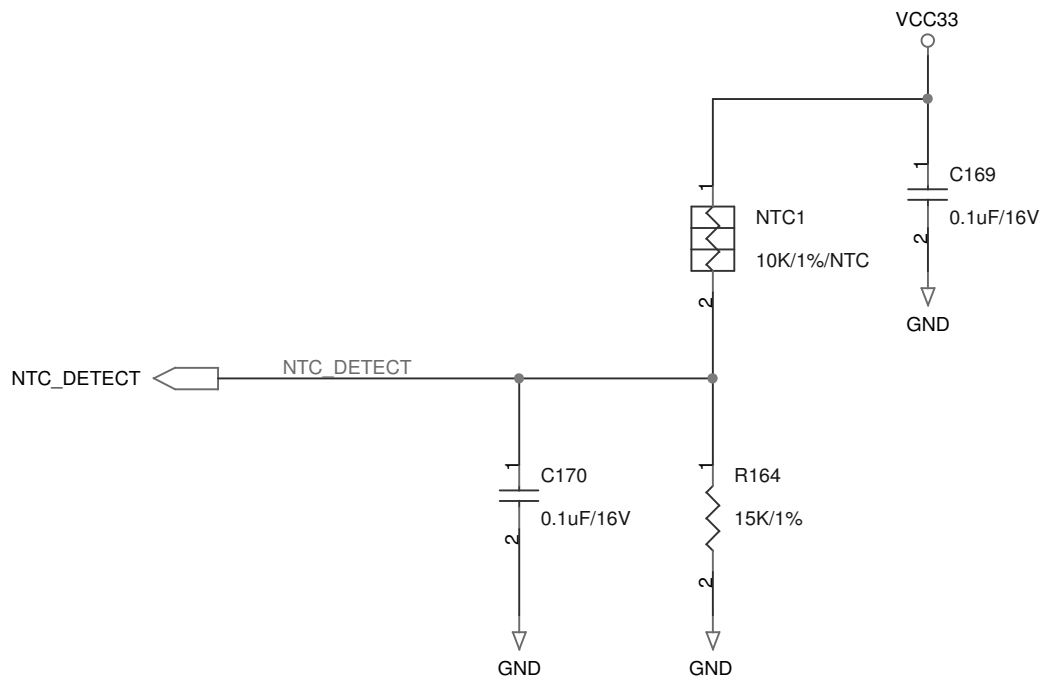 VCC33
1
C169
0.1uF/16V
2
GND
1
NTC1
10K/1%/NTC
2
NTC_DETECT
NTC_DETECT
1
C170
0.1uF/16V
2
GND
1
R164
15K/1%
2
GND